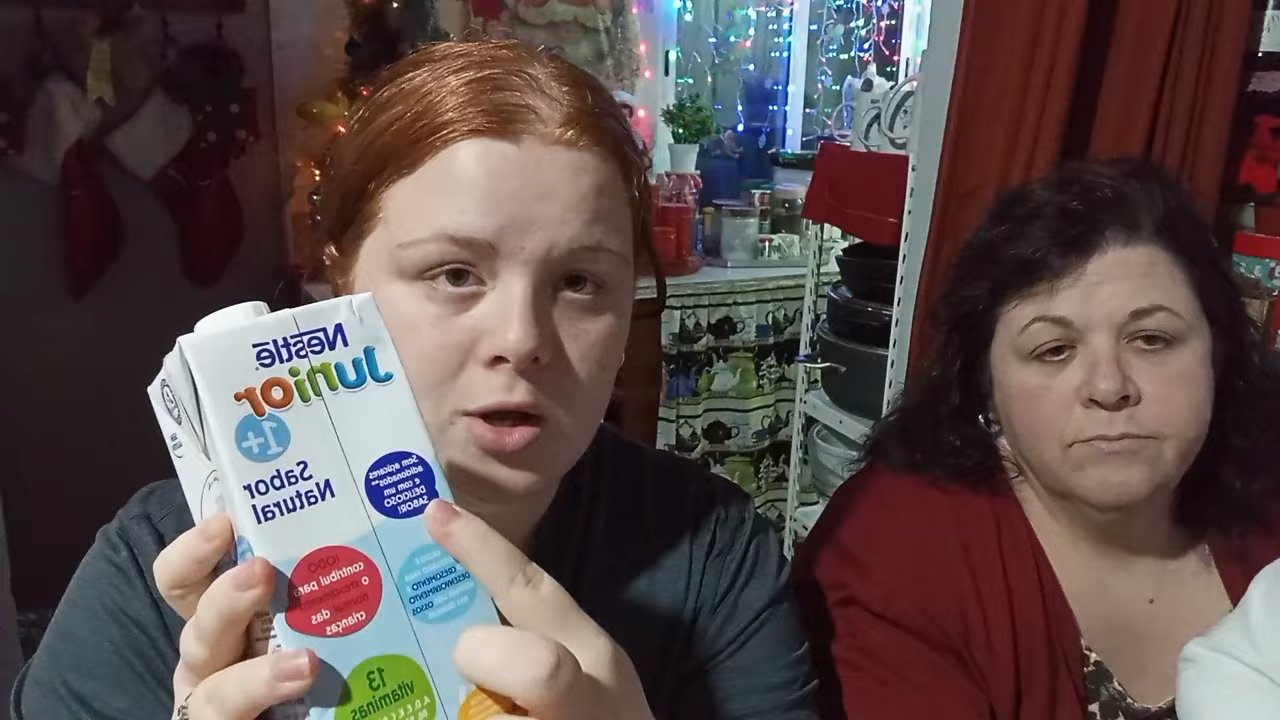 Nestlé
Junior
1+
Sabor
Natural
Sem açúcares
adicionados**
e com um
DELICIOSO
SABOR!
IODO
contribui para
o crescimento
normal das
crianças
CRESCIMENTO
DESENVOLVIMENTO
OSSOS
13
vitaminas